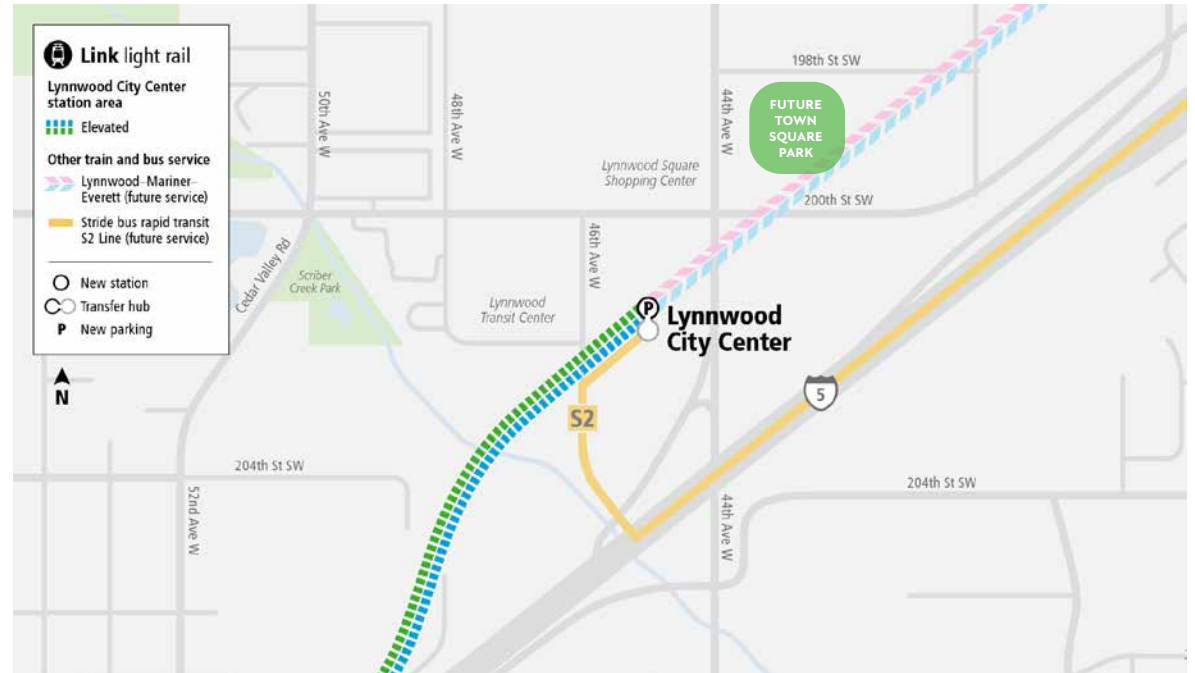 Link light rail
Lynnwood City Center
station area
Elevated
Other train and bus service
Lynnwood–Mariner–
Everett (future service)
Stride bus rapid transit
S2 Line (future service)
New station
Transfer hub
P New parking
N
50th Ave W
48th Ave W
44th Ave W
198th St SW
FUTURE
TOWN
SQUARE
PARK
Lynnwood Square
Shopping Center
200th St SW
46th Ave W
Cedar Valley Rd
Scriber
Creek Park
Lynnwood
Transit Center
P
Lynnwood
City Center
5
S2
204th St SW
52nd Ave W
44th Ave W
204th St SW